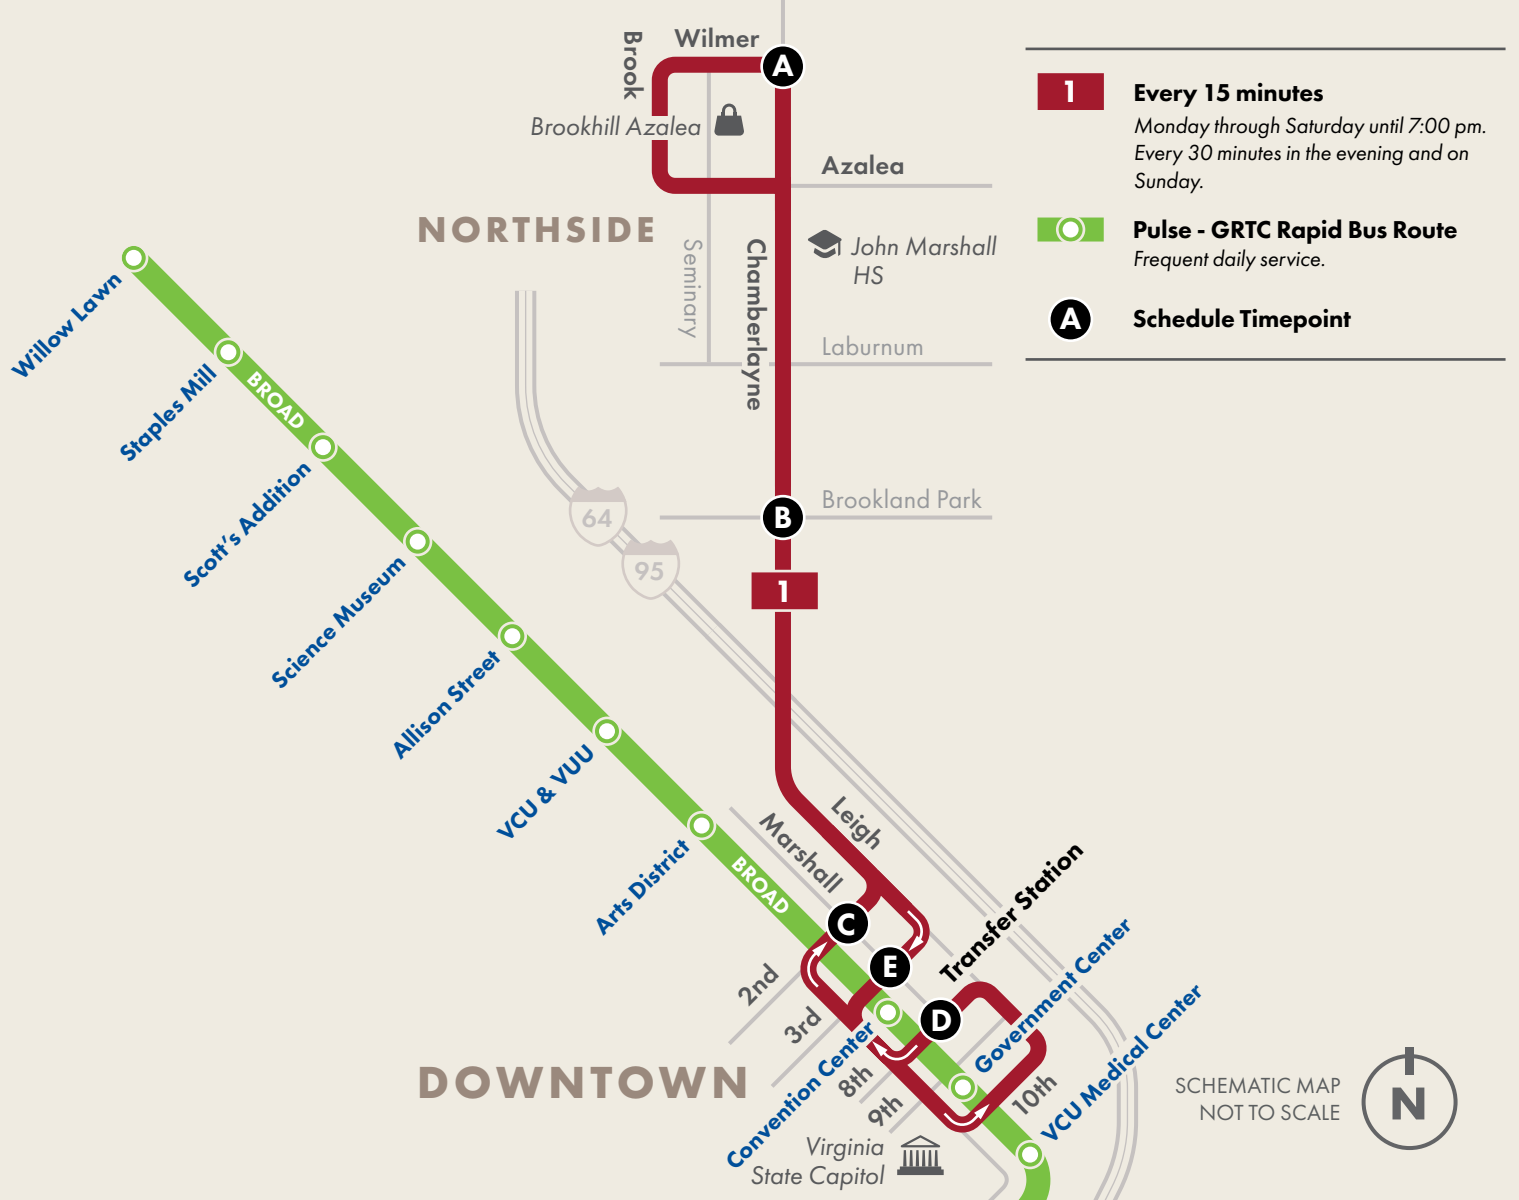 Wilmer
Brook
A
Brookhill Azalea
Azalea
NORTHSIDE
Seminary
Chamberlayne
John Marshall
HS
Laburnum
Brookland Park
B
64
95
1
1
Every 15 minutes
Monday through Saturday until 7:00 pm.
Every 30 minutes in the evening and on
Sunday.
Pulse - GRTC Rapid Bus Route
Frequent daily service.
A
Schedule Timepoint
Willow Lawn
Staples Mill
BROAD
Scott's Addition
Science Museum
Allison Street
VCU & VUU
Arts District
BROAD
Marshall
Leigh
C
E
D
Transfer Station
2nd
3rd
8th
9th
10th
Convention Center
Government Center
VCU Medical Center
DOWNTOWN
Virginia
State Capitol
SCHEMATIC MAP
NOT TO SCALE
N